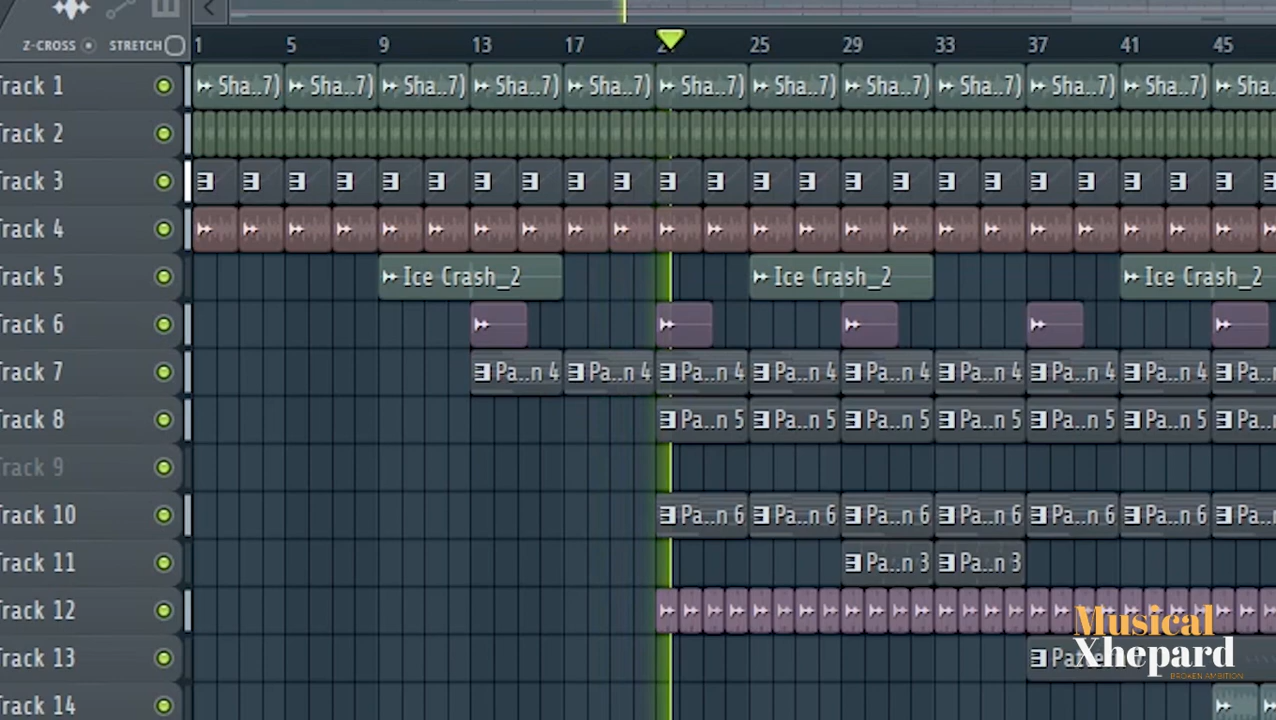 Z-CROSS STRETCH 1 5 9 13 17 25 29 33 37 41 45
Track 1 Sha..7) Sha..7) Sha..7) Sha..7) Sha..7) Sha..7) Sha..7) Sha..7) Sha..7) Sha..7) Sha..7) Sha..
Track 2
Track 3
Track 4
Track 5 Ice Crash_2 Ice Crash_2 Ice Crash_2
Track 6
Track 7 Pa..n 4 Pa..n 4 Pa..n 4 Pa..n 4 Pa..n 4 Pa..n 4 Pa..n 4 Pa..n 4 Pa..n
Track 8 Pa..n 5 Pa..n 5 Pa..n 5 Pa..n 5 Pa..n 5 Pa..n 5 Pa..n
Track 9
Track 10 Pa..n 6 Pa..n 6 Pa..n 6 Pa..n 6 Pa..n 6 Pa..n 6 Pa..n
Track 11 Pa..n 3 Pa..n 3
Track 12
Musical
Track 13
Xhepard
BROKEN AMBITION
Track 14